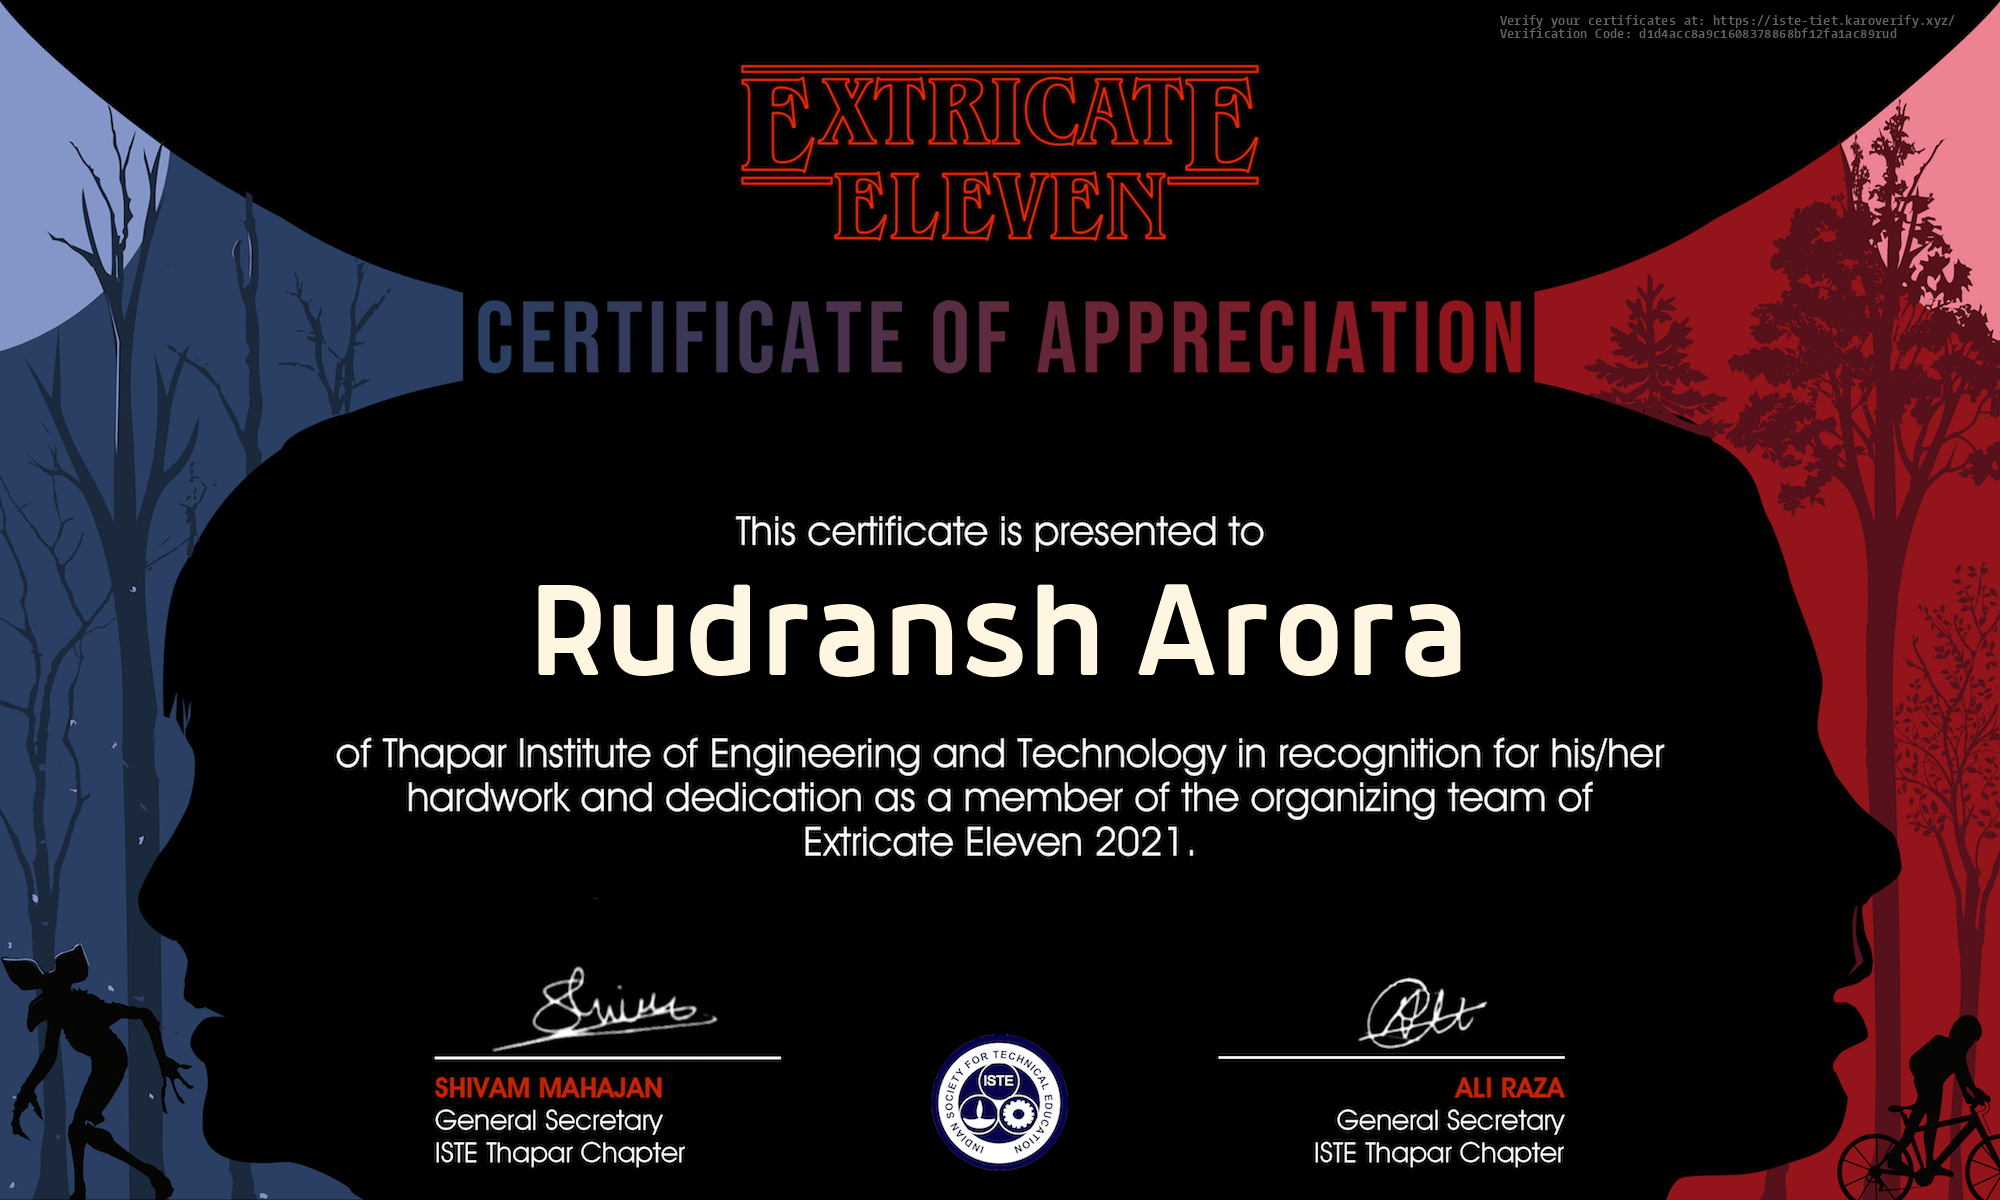 Verify your certificates at: https://iste-tiet.karoverify.xyz/
Verification Code: d1d4acc8a9c1608378868bf12fa1ac89rud
EXTRICATE
ELEVEN
CERTIFICATE OF APPRECIATION
This certificate is presented to
Rudransh Arora
of Thapar Institute of Engineering and Technology in recognition for his/her
hardwork and dedication as a member of the organizing team of
Extricate Eleven 2021.
SHIVAM MAHAJAN
General Secretary
ISTE Thapar Chapter
INDIAN SOCIETY FOR TECHNICAL EDUCATION
ISTE
ALI RAZA
General Secretary
ISTE Thapar Chapter